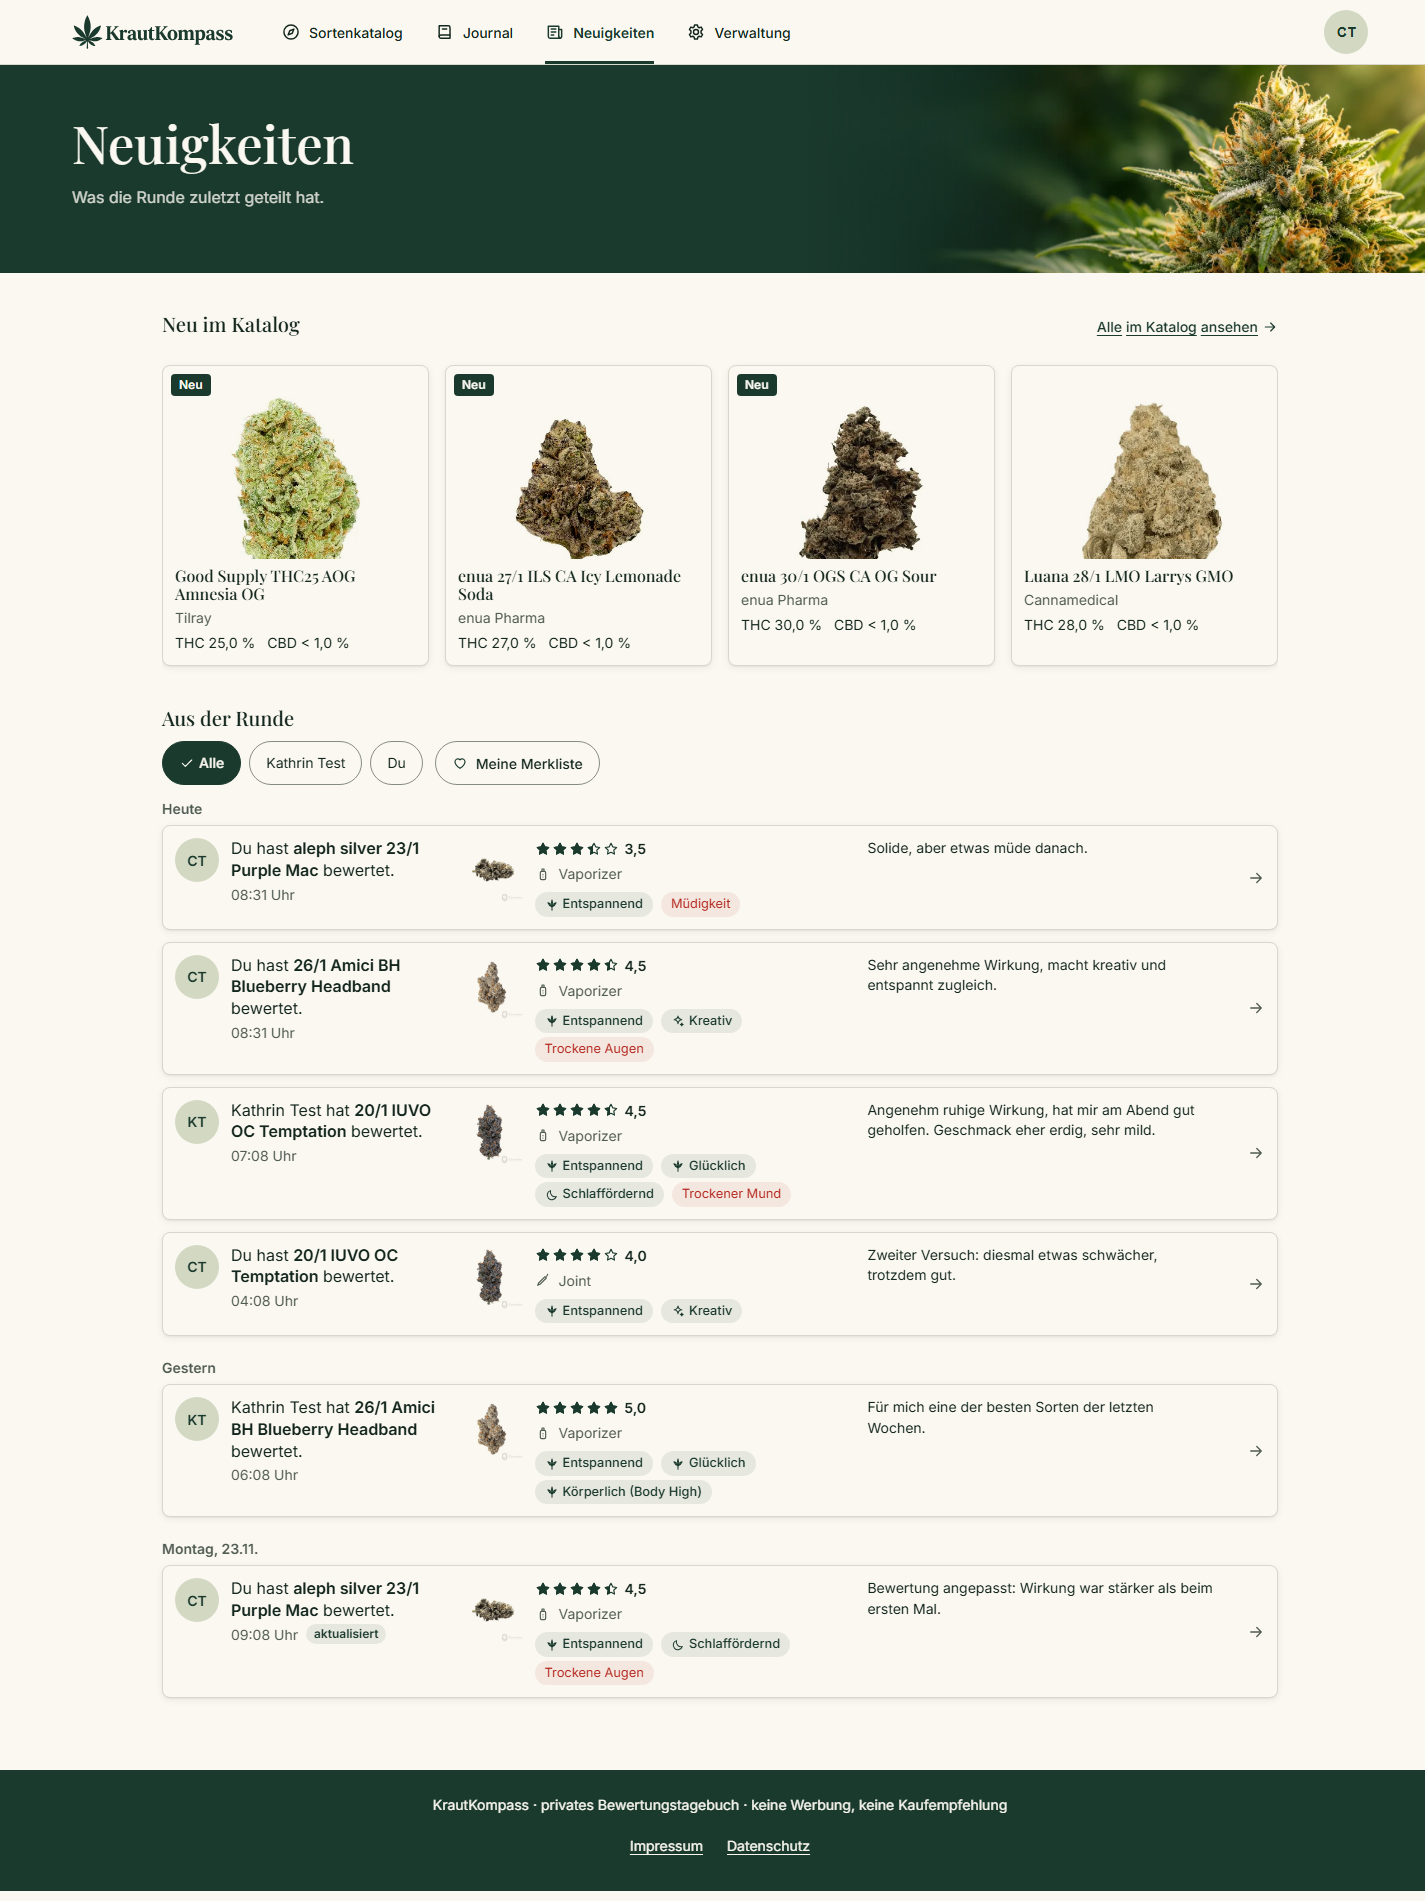 KrautKompass
Sortenkatalog
Journal
Neuigkeiten
Verwaltung
CT
Neuigkeiten
Was die Runde zuletzt geteilt hat.
Neu im Katalog
Alle im Katalog ansehen
Neu
Good Supply THC25 AOG
Amnesia OG
Tilray
THC 25,0 % CBD < 1,0 %
Neu
enua 27/1 ILS CA Icy Lemonade
Soda
enua Pharma
THC 27,0 % CBD < 1,0 %
Neu
enua 30/1 OGS CA OG Sour
enua Pharma
THC 30,0 % CBD < 1,0 %
Luana 28/1 LMO Larrys GMO
Cannamedical
THC 28,0 % CBD < 1,0 %
Aus der Runde
Alle
Kathrin Test
Du
Meine Merkliste
Heute
CT
Du hast aleph silver 23/1
Purple Mac bewertet.
08:31 Uhr
3,5
Vaporizer
Entspannend
Müdigkeit
Solide, aber etwas müde danach.
CT
Du hast 26/1 Amici BH
Blueberry Headband
bewertet.
08:31 Uhr
4,5
Vaporizer
Entspannend
Kreativ
Trockene Augen
Sehr angenehme Wirkung, macht kreativ und
entspannt zugleich.
KT
Kathrin Test hat 20/1 IUVO
OC Temptation bewertet.
07:08 Uhr
4,5
Vaporizer
Entspannend
Glücklich
Schlaffördernd
Trockener Mund
Angenehm ruhige Wirkung, hat mir am Abend gut
geholfen. Geschmack eher erdig, sehr mild.
CT
Du hast 20/1 IUVO OC
Temptation bewertet.
04:08 Uhr
4,0
Joint
Entspannend
Kreativ
Zweiter Versuch: diesmal etwas schwächer,
trotzdem gut.
Gestern
KT
Kathrin Test hat 26/1 Amici
BH Blueberry Headband
bewertet.
06:08 Uhr
5,0
Vaporizer
Entspannend
Glücklich
Körperlich (Body High)
Für mich eine der besten Sorten der letzten
Wochen.
Montag, 23.11.
CT
Du hast aleph silver 23/1
Purple Mac bewertet.
09:08 Uhr
aktualisiert
4,5
Vaporizer
Entspannend
Schlaffördernd
Trockene Augen
Bewertung angepasst: Wirkung war stärker als beim
ersten Mal.
KrautKompass · privates Bewertungstagebuch · keine Werbung, keine Kaufempfehlung
Impressum
Datenschutz